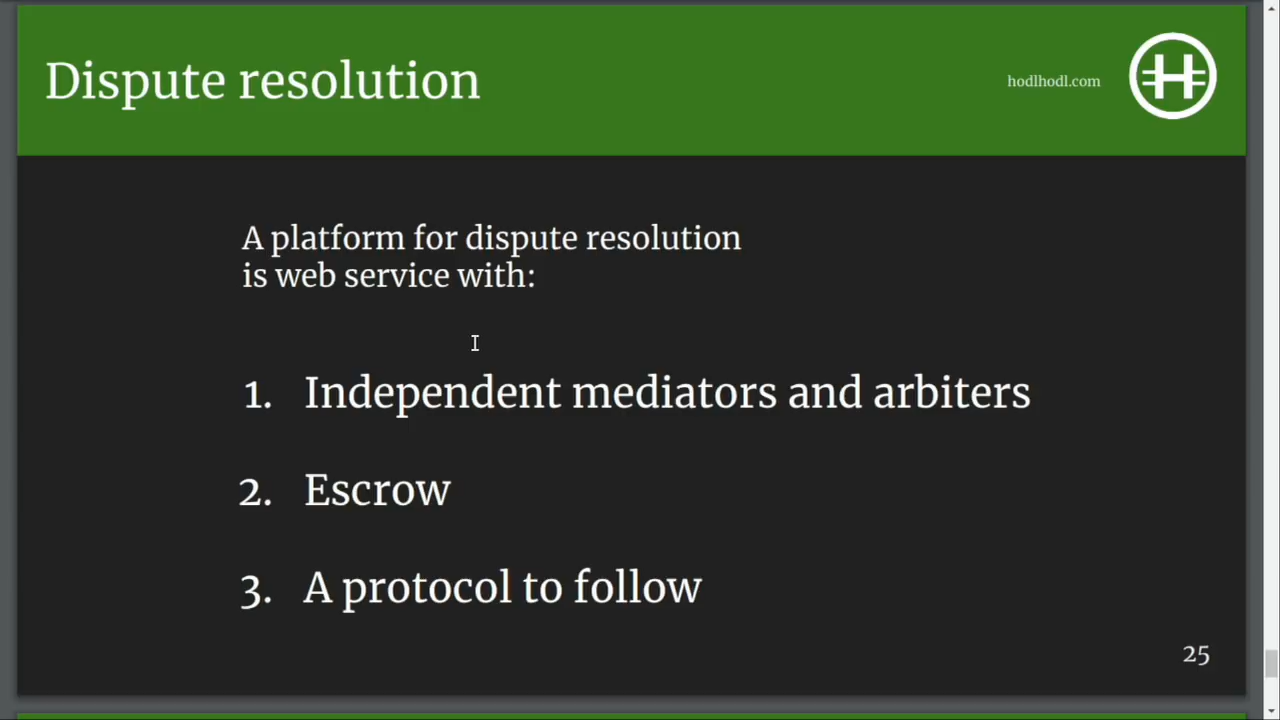 Dispute resolution
hodlhodl.com
A platform for dispute resolution
is web service with:
1. Independent mediators and arbiters
2. Escrow
3. A protocol to follow
25